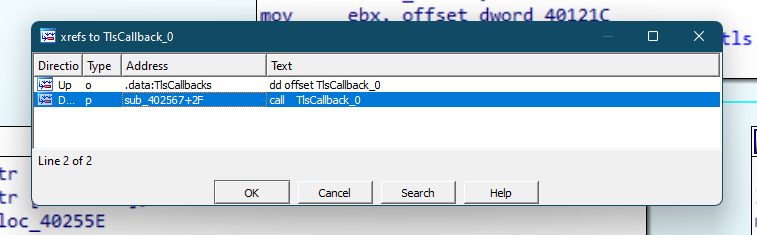 mov ebx, offset dword_40121C
xrefs to TlsCallback_0
tls
Directio Type Address Text
Up o .data:TlsCallbacks dd offset TlsCallback_0
D... p sub_402567+2F call TlsCallback_0
Line 2 of 2
OK Cancel Search Help
tr
tr
loc_40255E